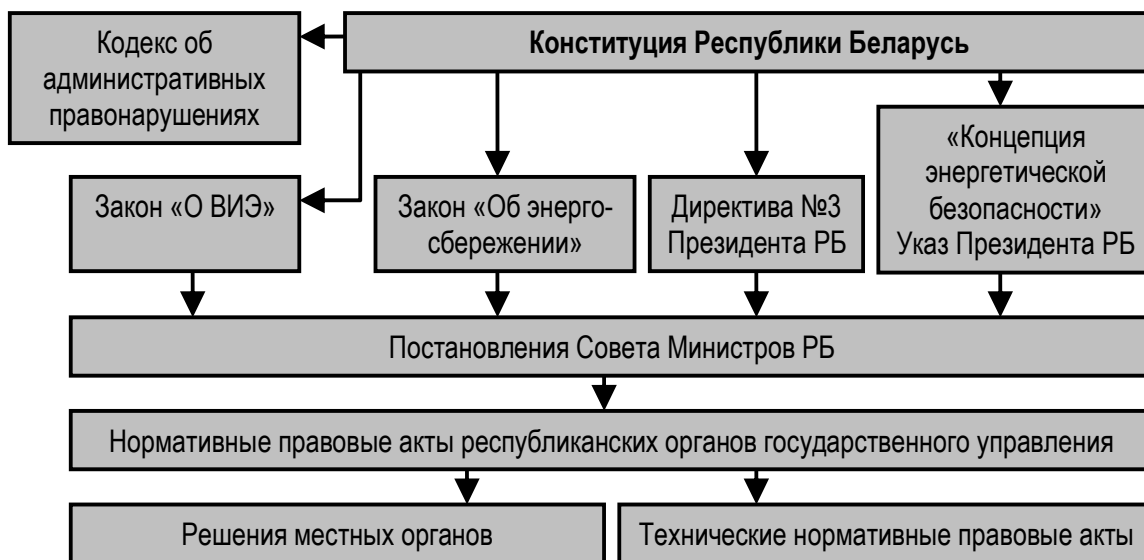 Кодекс об
административных
правонарушениях
Конституция Республики Беларусь
Закон «О ВИЭ»
Закон «Об энерго-
сбережении»
Директива №3
Президента РБ
«Концепция
энергетической
безопасности»
Указ Президента РБ
Постановления Совета Министров РБ
Нормативные правовые акты республиканских органов государственного управления
Решения местных органов
Технические нормативные правовые акты